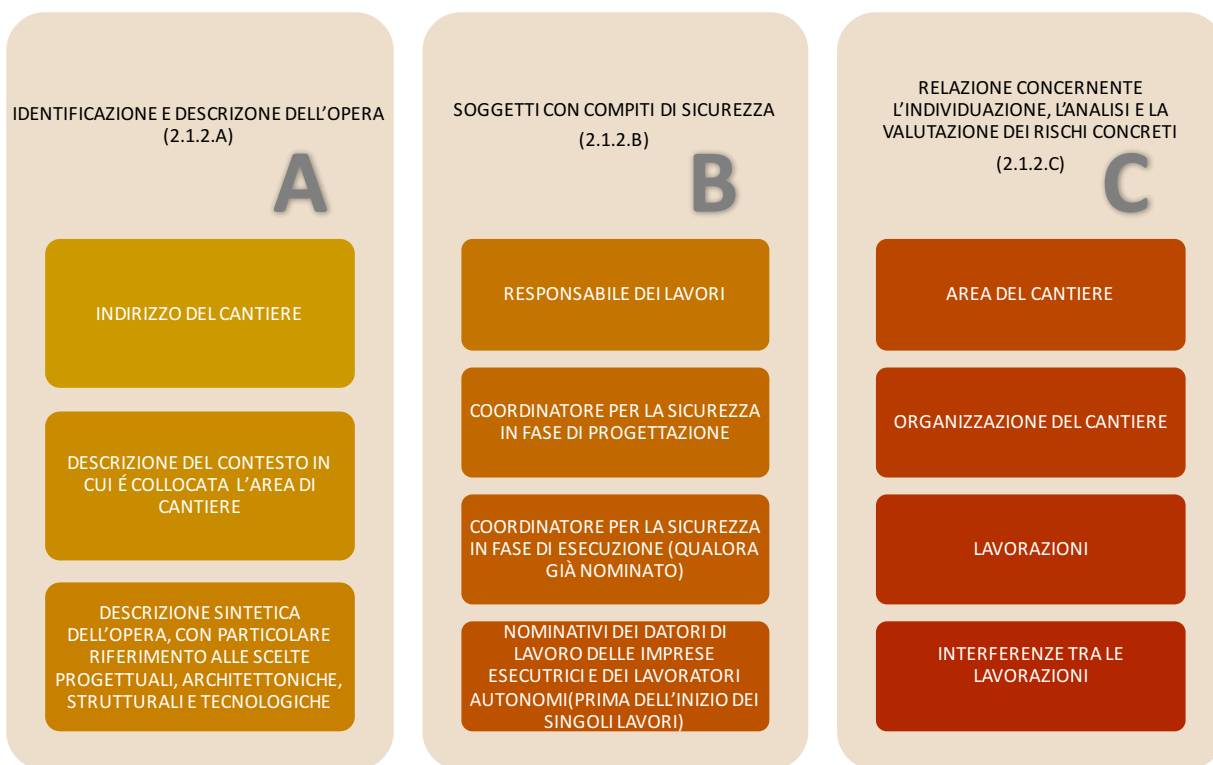 IDENTIFICAZIONE E DESCRIZONE DELL'OPERA
(2.1.2.A)
A
INDIRIZZO DEL CANTIERE
DESCRIZIONE DEL CONTESTO IN
CUI É COLLOCATA L'AREA DI
CANTIERE
DESCRIZIONE SINTETICA
DELL'OPERA, CON PARTICOLARE
RIFERIMENTO ALLE SCELTE
PROGETTUALI, ARCHITETTONICHE,
STRUTTURALI E TECNOLOGICHE
SOGGETTI CON COMPITI DI SICUREZZA
(2.1.2.B)
B
RESPONSABILE DEI LAVORI
COORDINATORE PER LA SICUREZZA
IN FASE DI PROGETTAZIONE
COORDINATORE PER LA SICUREZZA
IN FASE DI ESECUZIONE (QUALORA
GIÀ NOMINATO)
NOMINATIVI DEI DATORI DI
LAVORO DELLE IMPRESE
ESECUTRICI E DEI LAVORATORI
AUTONOMI(PRIMA DELL'INIZIO DEI
SINGOLI LAVORI)
RELAZIONE CONCERNENTE
L'INDIVIDUAZIONE, L'ANALISI E LA
VALUTAZIONE DEI RISCHI CONCRETI
(2.1.2.C)
C
AREA DEL CANTIERE
ORGANIZZAZIONE DEL CANTIERE
LAVORAZIONI
INTERFERENZE TRA LE
LAVORAZIONI